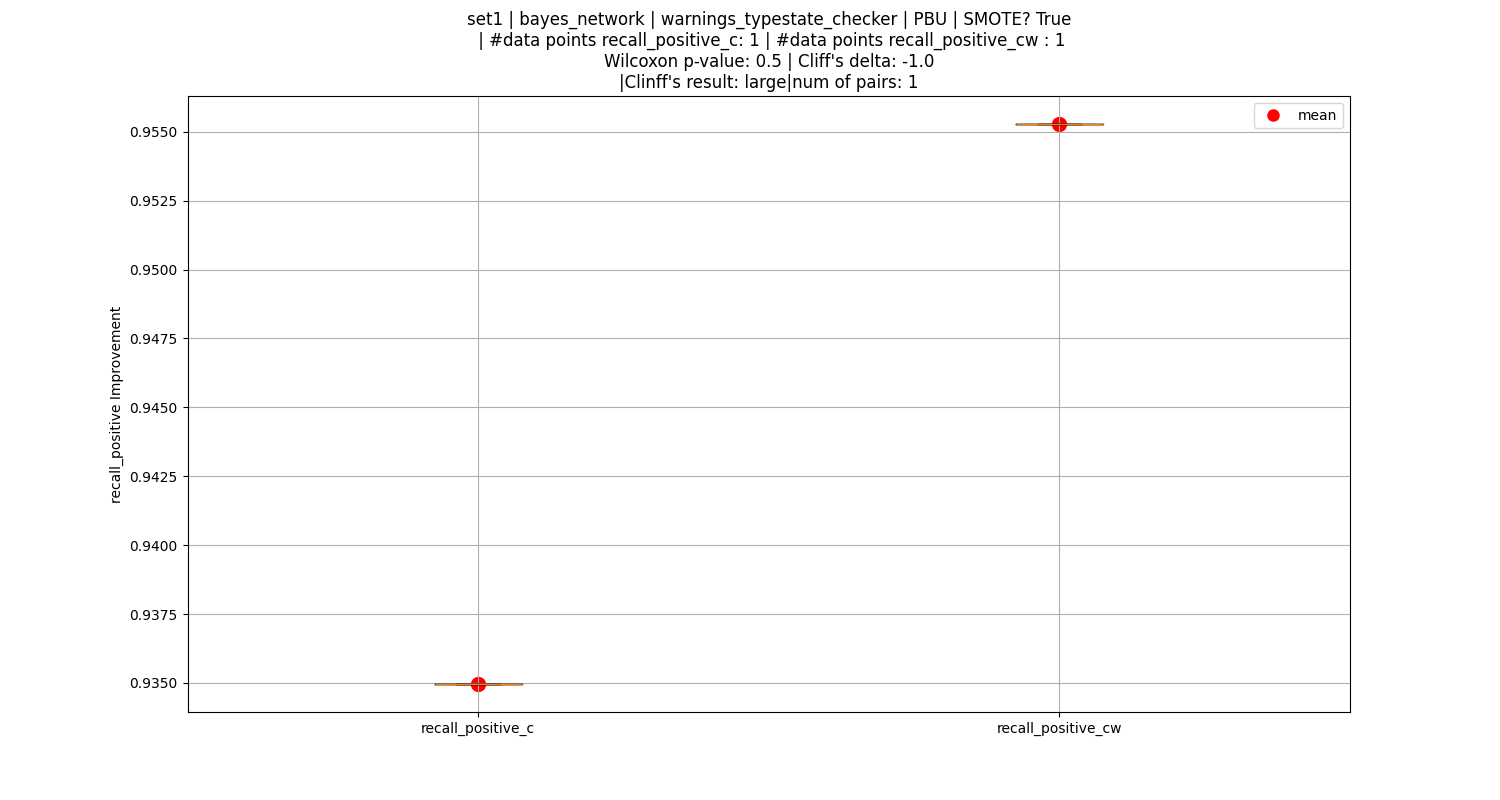 set1 | bayes_network | warnings_typestate_checker | PBU | SMOTE? True
| #data points recall_positive_c: 1 | #data points recall_positive_cw : 1
Wilcoxon p-value: 0.5 | Cliff's delta: -1.0
|Clinff's result: large|num of pairs: 1
mean
0.9550
0.9525
0.9500
0.9475
0.9450
0.9425
0.9400
0.9375
0.9350
recall_positive Improvement
recall_positive_c
recall_positive_cw